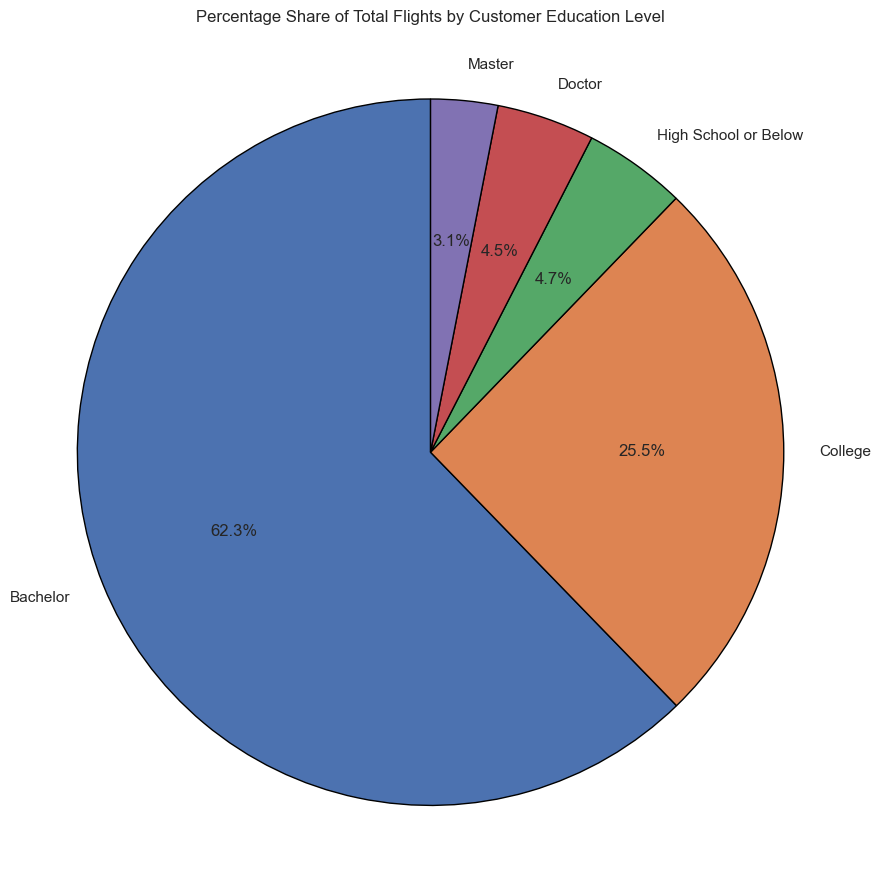 Percentage Share of Total Flights by Customer Education Level
Master
Doctor
High School or Below
3.1%
4.5%
4.7%
College
25.5%
62.3%
Bachelor